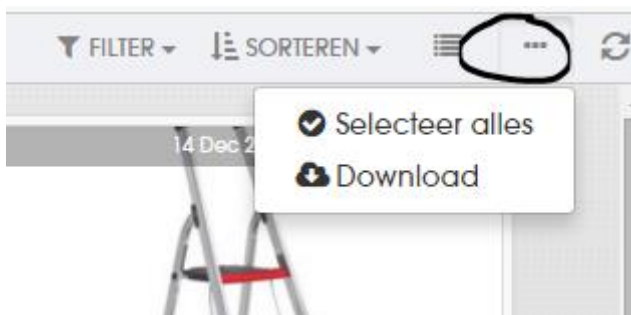 FILTER
SORTEREN
Selecteer alles
14 Dec 2
Download